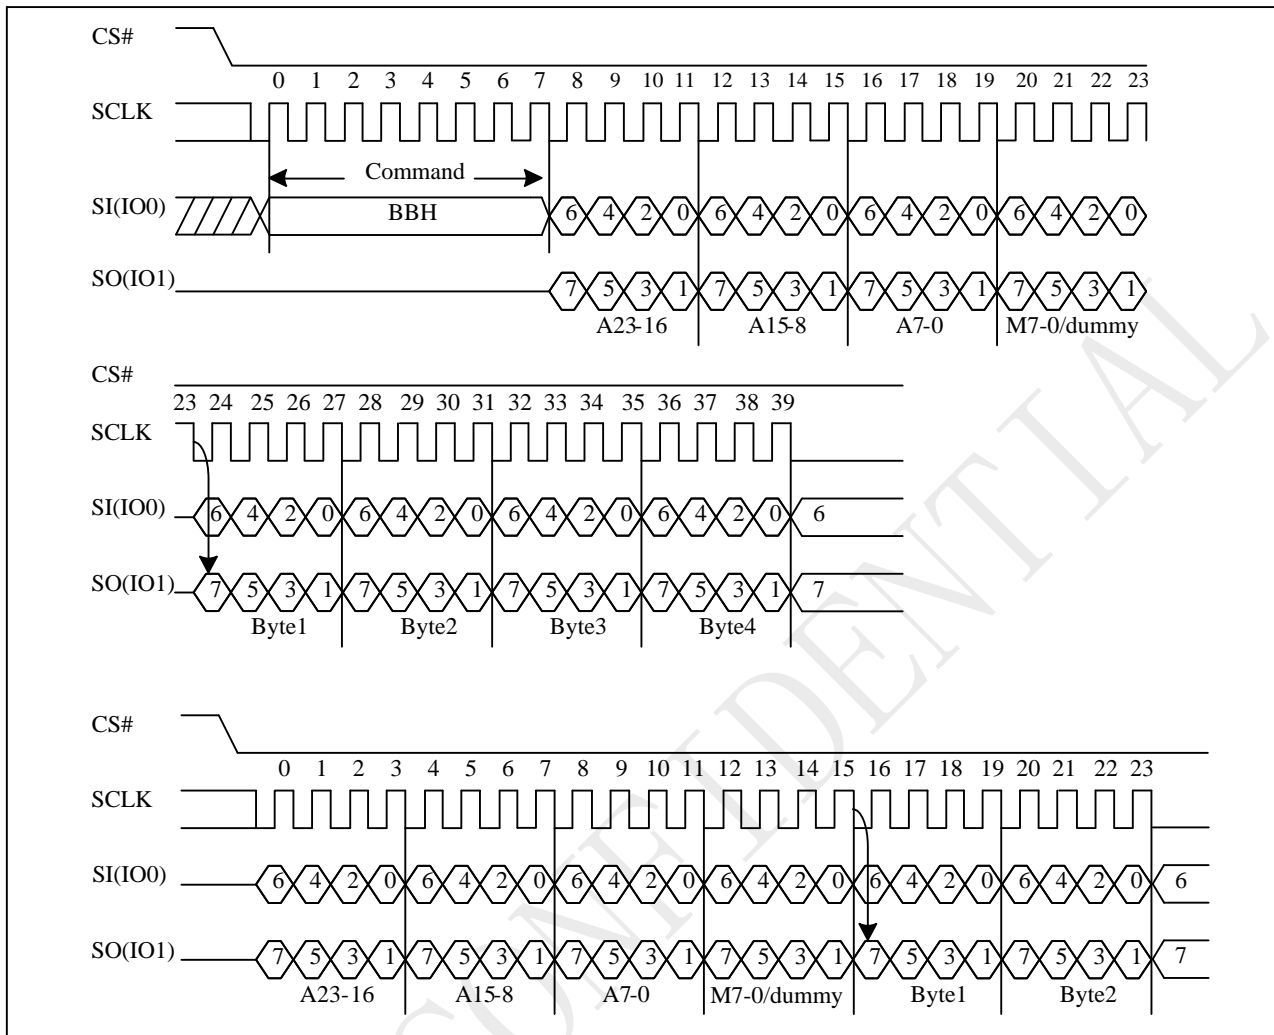 CS#
0 1 2 3 4 5 6 7 8 9 10 11 12 13 14 15 16 17 18 19 20 21 22 23
SCLK
Command
SI(IO0) BBH 6 4 2 0 6 4 2 0 6 4 2 0 6 4 2 0
SO(IO1) 7 5 3 1 7 5 3 1 7 5 3 1 7 5 3 1
A23-16 A15-8 A7-0 M7-0/dummy
CS#
23 24 25 26 27 28 29 30 31 32 33 34 35 36 37 38 39
SCLK
SI(IO0) 6 4 2 0 6 4 2 0 6 4 2 0 6 4 2 0 6
SO(IO1) 7 5 3 1 7 5 3 1 7 5 3 1 7 5 3 1 7
Byte1 Byte2 Byte3 Byte4
CS#
0 1 2 3 4 5 6 7 8 9 10 11 12 13 14 15 16 17 18 19 20 21 22 23
SCLK
SI(IO0) 6 4 2 0 6 4 2 0 6 4 2 0 6 4 2 0 6 4 2 0 6 4 2 0 6
SO(IO1) 7 5 3 1 7 5 3 1 7 5 3 1 7 5 3 1 7 5 3 1 7 5 3 1 7
A23-16 A15-8 A7-0 M7-0/dummy Byte1 Byte2
CONFIDENTIAL